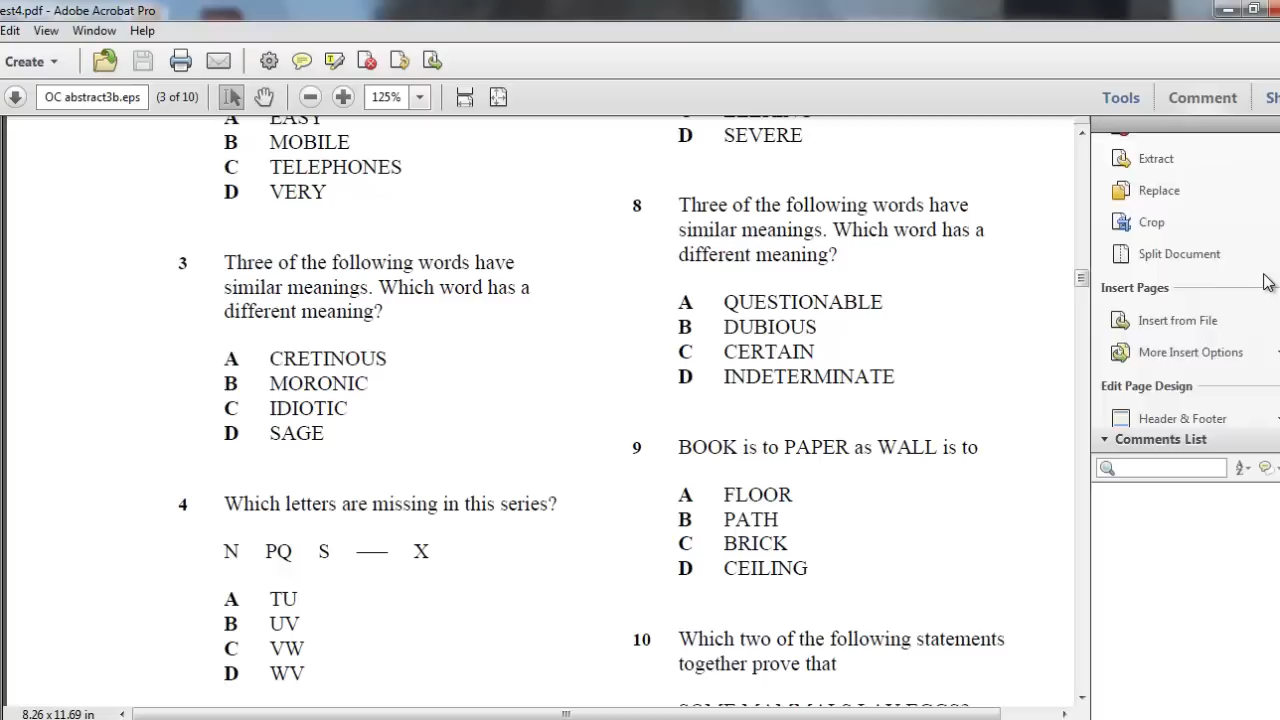 est4.pdf - Adobe Acrobat Pro
Edit View Window Help
Create
OC abstract3b.eps (3 of 10) 125% Tools Comment Sh
A EASY
B MOBILE
C TELEPHONES
D VERY
3 Three of the following words have
similar meanings. Which word has a
different meaning?
A CRETINOUS
B MORONIC
C IDIOTIC
D SAGE
4 Which letters are missing in this series?
N PQ S — X
A TU
B UV
C VW
D WV
D SEVERE
8 Three of the following words have
similar meanings. Which word has a
different meaning?
A QUESTIONABLE
B DUBIOUS
C CERTAIN
D INDETERMINATE
9 BOOK is to PAPER as WALL is to
A FLOOR
B PATH
C BRICK
D CEILING
10 Which two of the following statements
together prove that
SOME MAMMALS LAY EGGS?
Extract
Replace
Crop
Split Document
Insert Pages
Insert from File
More Insert Options
Edit Page Design
Header & Footer
Comments List
8.26 x 11.69 in